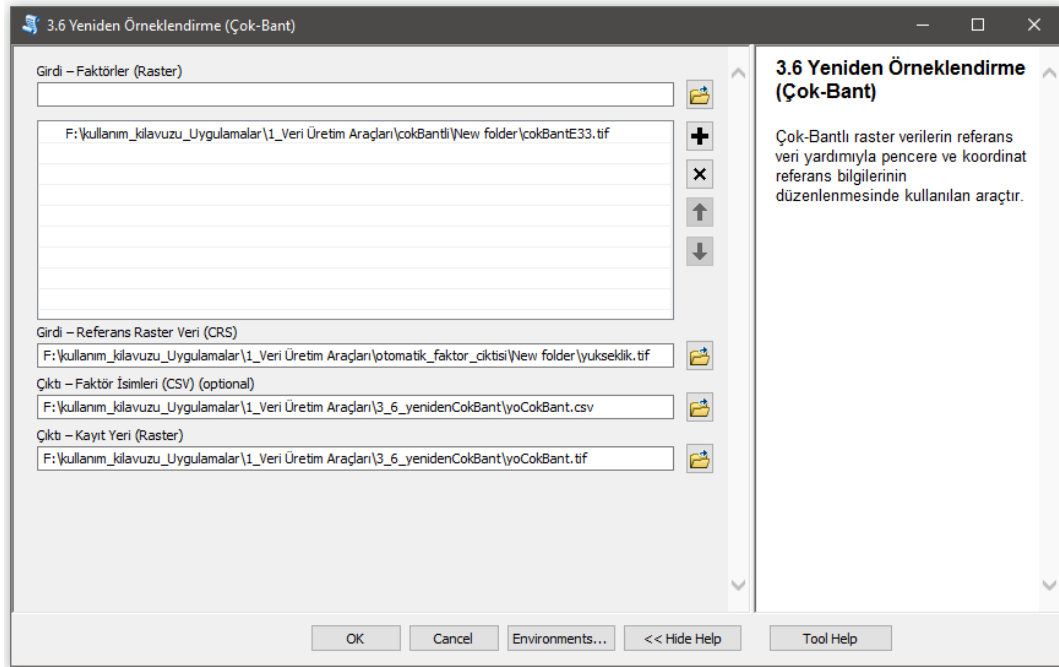 3.6 Yeniden Örneklendirme (Çok-Bant)
Girdi – Faktörler (Raster)
F:\kullanım_kilavuzu_Uygulamalar\1_Veri Üretim Araçları\cokBantli\New folder\cokBantE33.tif
Girdi – Referans Raster Veri (CRS)
F:\kullanım_kilavuzu_Uygulamalar\1_Veri Üretim Araçları\otomatik_faktor_ciktisi\New folder\yukseklik.tif
Çıktı – Faktör İsimleri (CSV) (optional)
F:\kullanım_kilavuzu_Uygulamalar\1_Veri Üretim Araçları\3_6_yenidenCokBant\yoCokBant.csv
Çıktı – Kayıt Yeri (Raster)
F:\kullanım_kilavuzu_Uygulamalar\1_Veri Üretim Araçları\3_6_yenidenCokBant\yoCokBant.tif
3.6 Yeniden Örneklendirme
(Çok-Bant)
Çok-Bantlı raster verilerin referans
veri yardımıyla pencere ve koordinat
referans bilgilerinin
düzenlenmesinde kullanılan araçtır.
OK
Cancel
Environments...
<< Hide Help
Tool Help